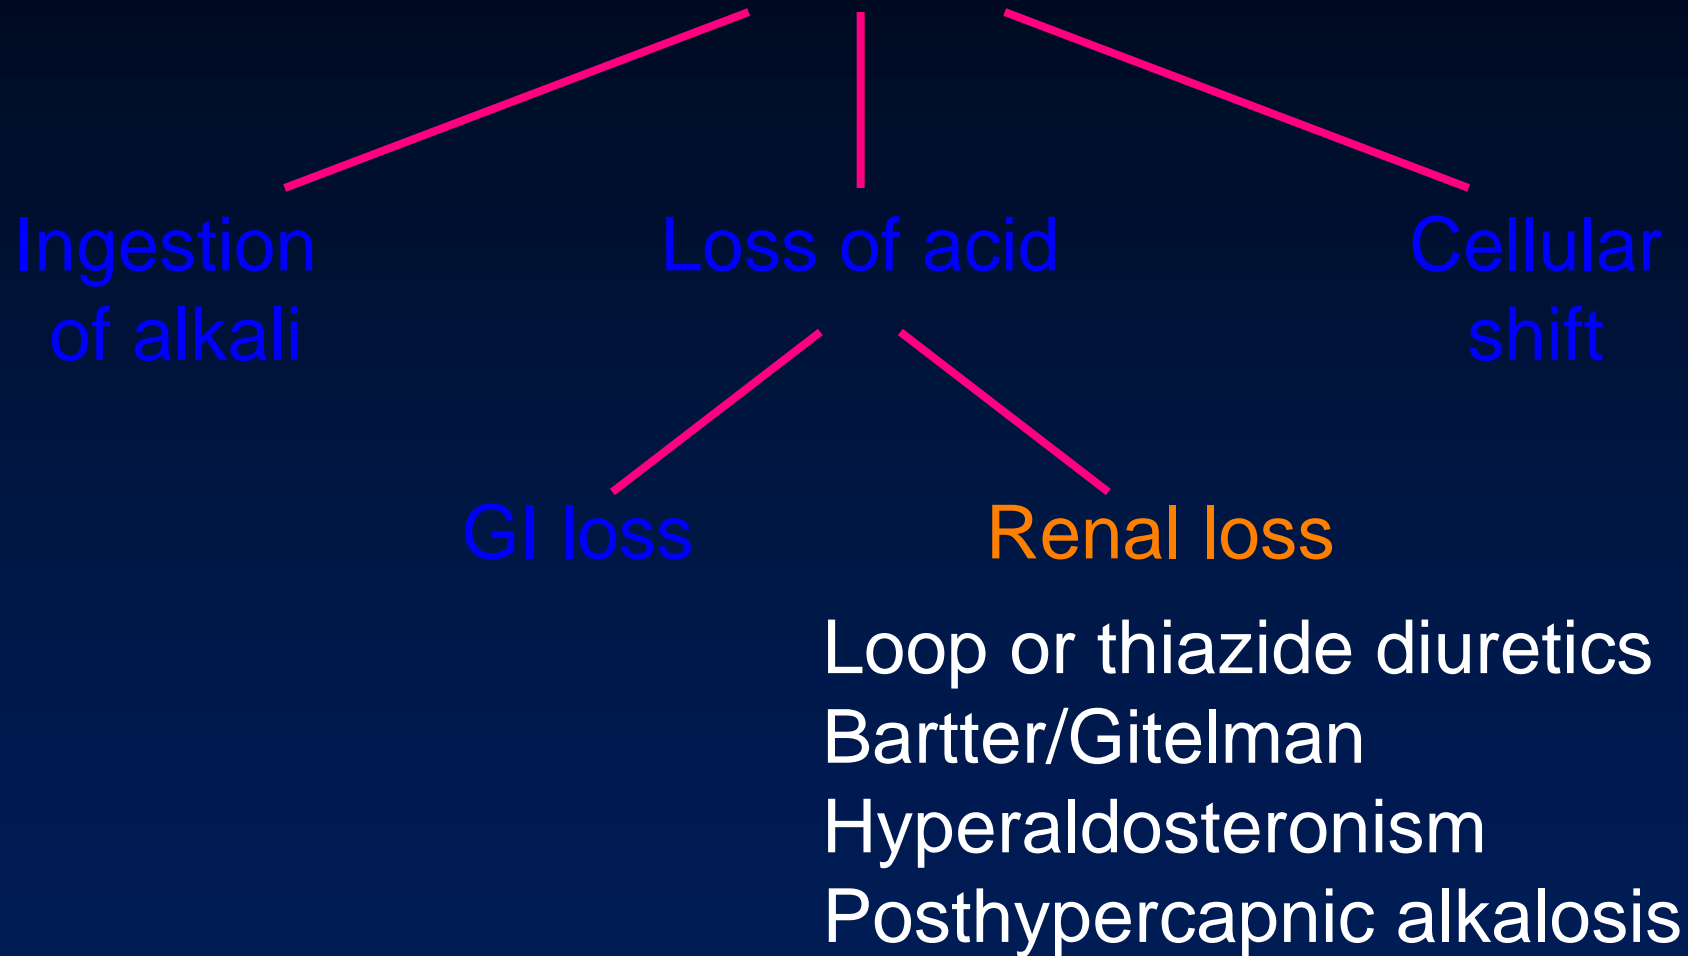 Ingestion
of alkali
Loss of acid
Cellular
shift
GI loss
Renal loss
Loop or thiazide diuretics
Bartter/Gitelman
Hyperaldosteronism
Posthypercapnic alkalosis